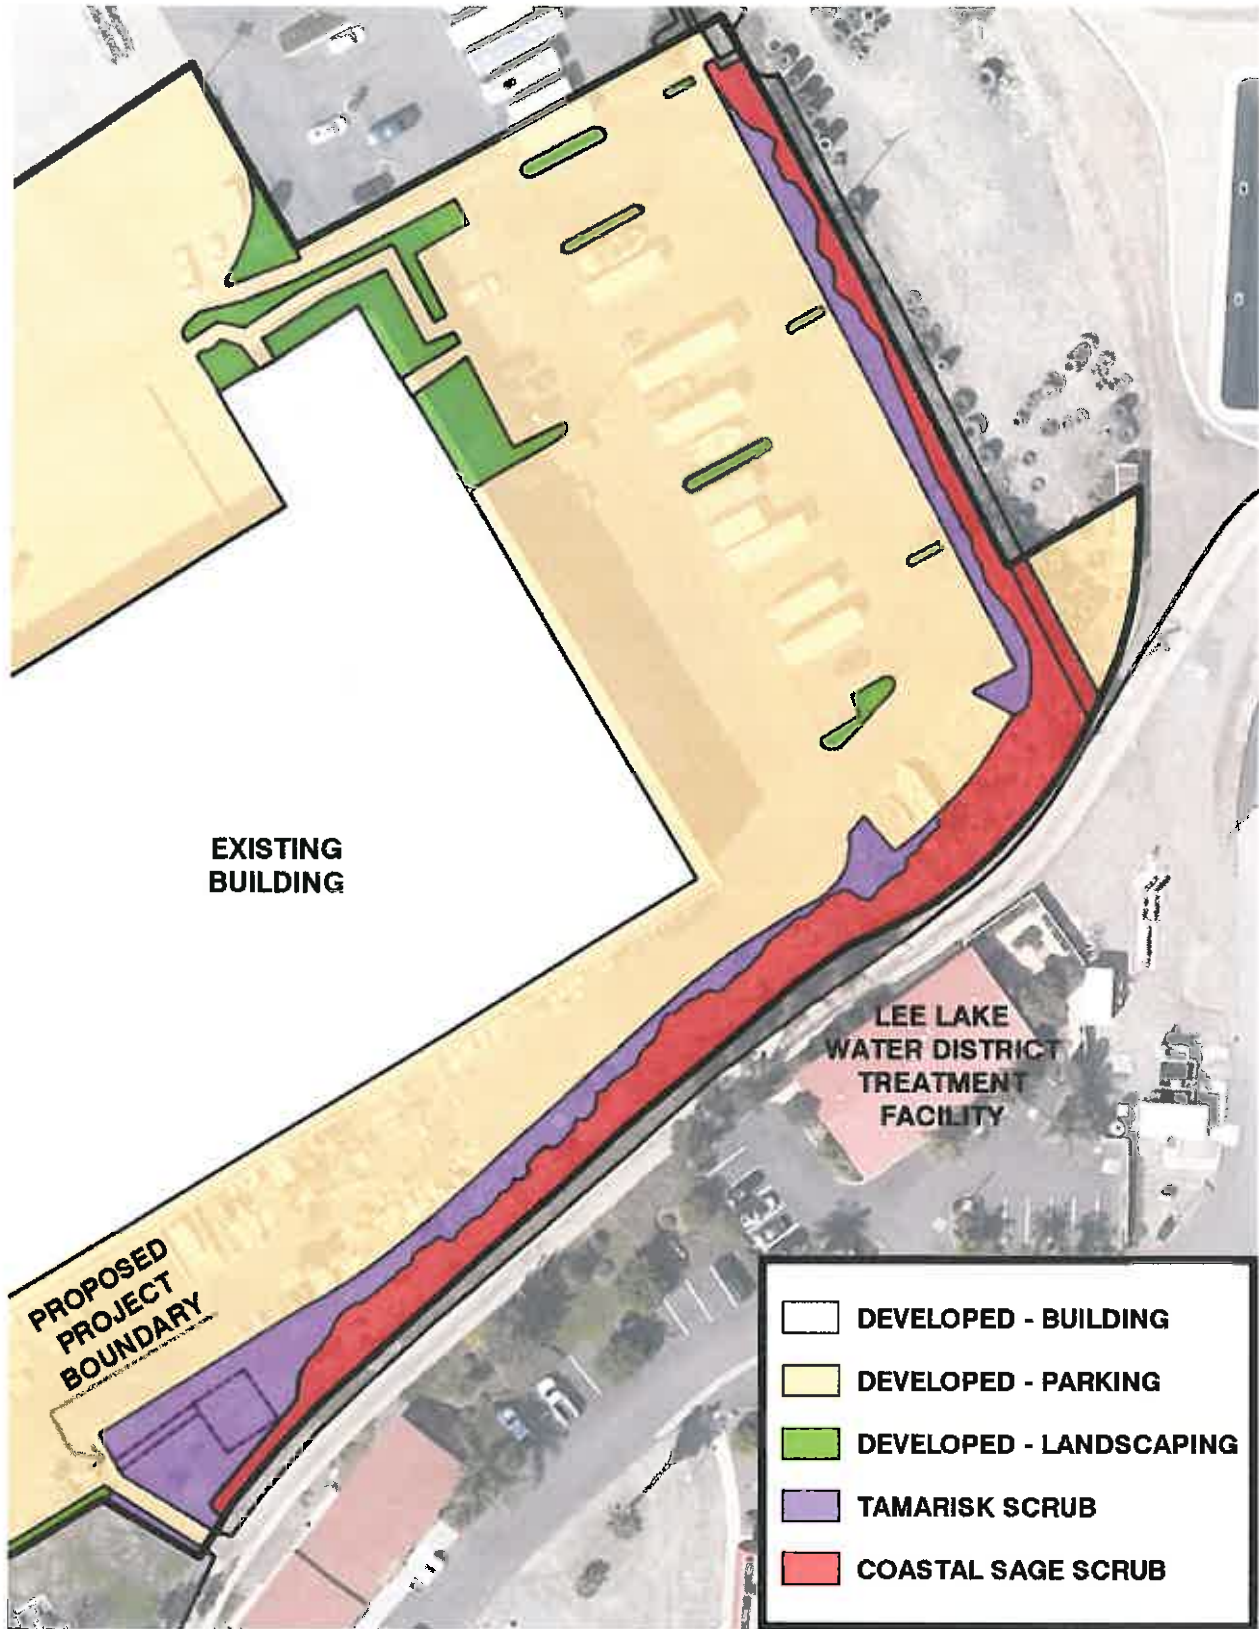 EXISTING
BUILDING
LEE LAKE
WATER DISTRICT
TREATMENT
FACILITY
PROPOSED
PROJECT
BOUNDARY
DEVELOPED - BUILDING
DEVELOPED - PARKING
DEVELOPED - LANDSCAPING
TAMARISK SCRUB
COASTAL SAGE SCRUB